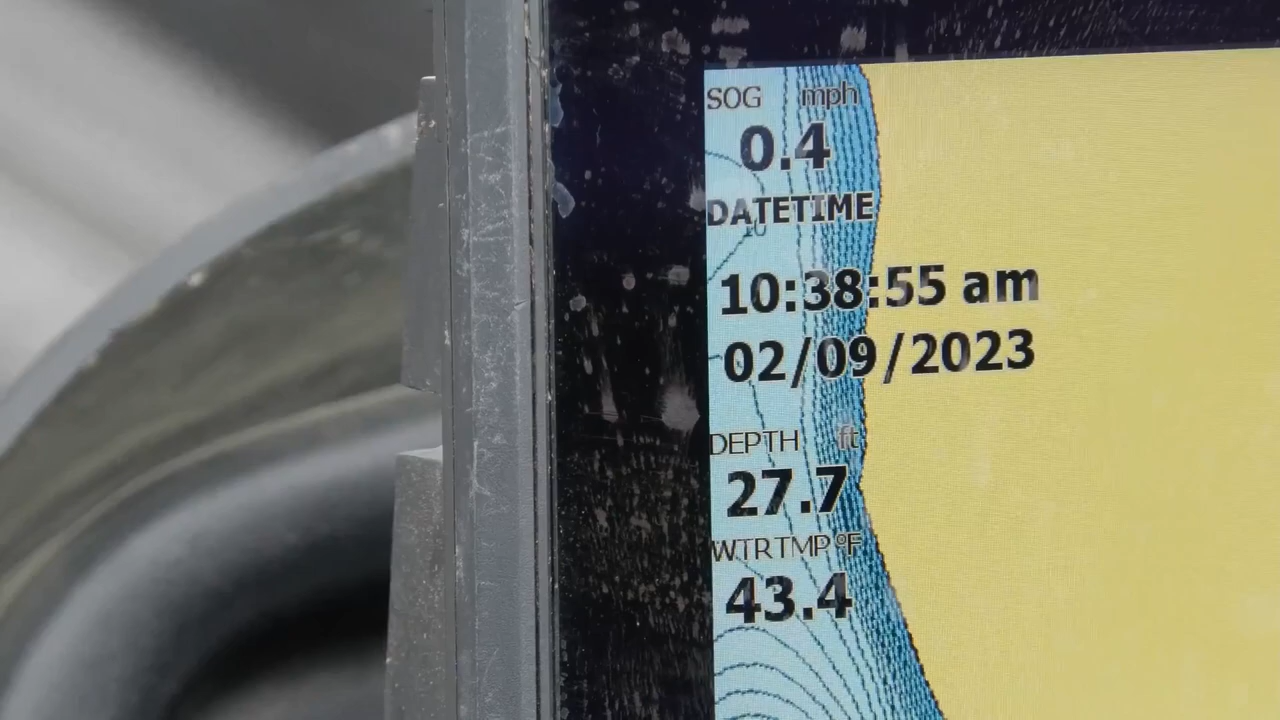 SOG mph
0.4
DATETIME
10
10:38:55 am
02/09/2023
DEPTH ft
27.7
WTRTMP°F
43.4